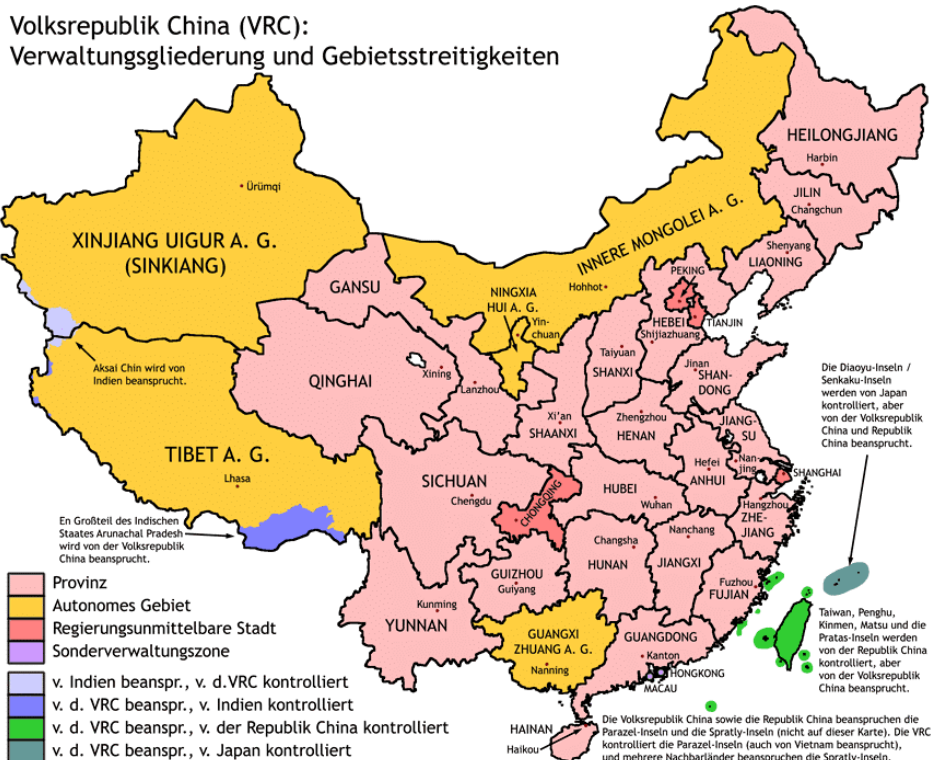 Volksrepublik China (VRC):
Verwaltungsgliederung und Gebietsstreitigkeiten
HEILONGJIANG
Harbin
JILIN
Changchun
Ürümqi
XINJIANG UIGUR A. G.
(SINKIANG)
INNERE MONGOLEI A. G.
Hohhot
Shenyang
LIAONING
PEKING
GANSU
NINGXIA
HUI A. G.
Yin-
chuan
HEBEI
TIANJIN
Shijiazhuang
Aksai Chin wird von
Indien beansprucht.
QINGHAI
Xining
Lanzhou
Taiyuan
SHANXI
Jinan
SHAN-
DONG
Die Diaoyu-Inseln /
Senkaku-Inseln
werden von Japan
kontrolliert, aber
von der Volksrepublik
China und Republik
China beansprucht.
Xi'an
SHAANXI
Zhengzhou
HENAN
JIANG-
SU
TIBET A. G.
Lhasa
SICHUAN
Chengdu
CHONGQING
HUBEI
Wuhan
Hefei
ANHUI
Nan-
jing
SHANGHAI
Hangzhou
ZHE-
JIANG
En Großteil des Indischen
Staates Arunachal Pradesh
wird von der Volksrepublik
China beansprucht.
Changsha
HUNAN
Nanchang
JIANGXI
GUIZHOU
Guiyang
Fuzhou
FUJIAN
Kunming
YUNNAN
GUANGXI
ZHUANG A. G.
Nanning
GUANGDONG
Kanton
HONGKONG
MACAU
Taiwan, Penghu,
Kinmen, Matsu und die
Pratas-Inseln werden
von der Republik China
kontrolliert, aber
von der Volksrepublik
China beansprucht.
Provinz
Autonomes Gebiet
Regierungsunmittelbare Stadt
Sonderverwaltungszone
v. Indien beanspr., v. d.VRC kontrolliert
v. d. VRC beanspr., v. Indien kontrolliert
v. d. VRC beanspr., v. der Republik China kontrolliert
v. d. VRC beanspr., v. Japan kontrolliert
HAINAN
Haikou
Die Volksrepublik China sowie die Republik China beanspruchen die
Parazel-Inseln und die Spratly-Inseln (nicht auf dieser Karte). Die VRC
kontrolliert die Parazel-Inseln (auch von Vietnam beansprucht),
und mehrere Nachbarländer beanspruchen die Spratly-Inseln.